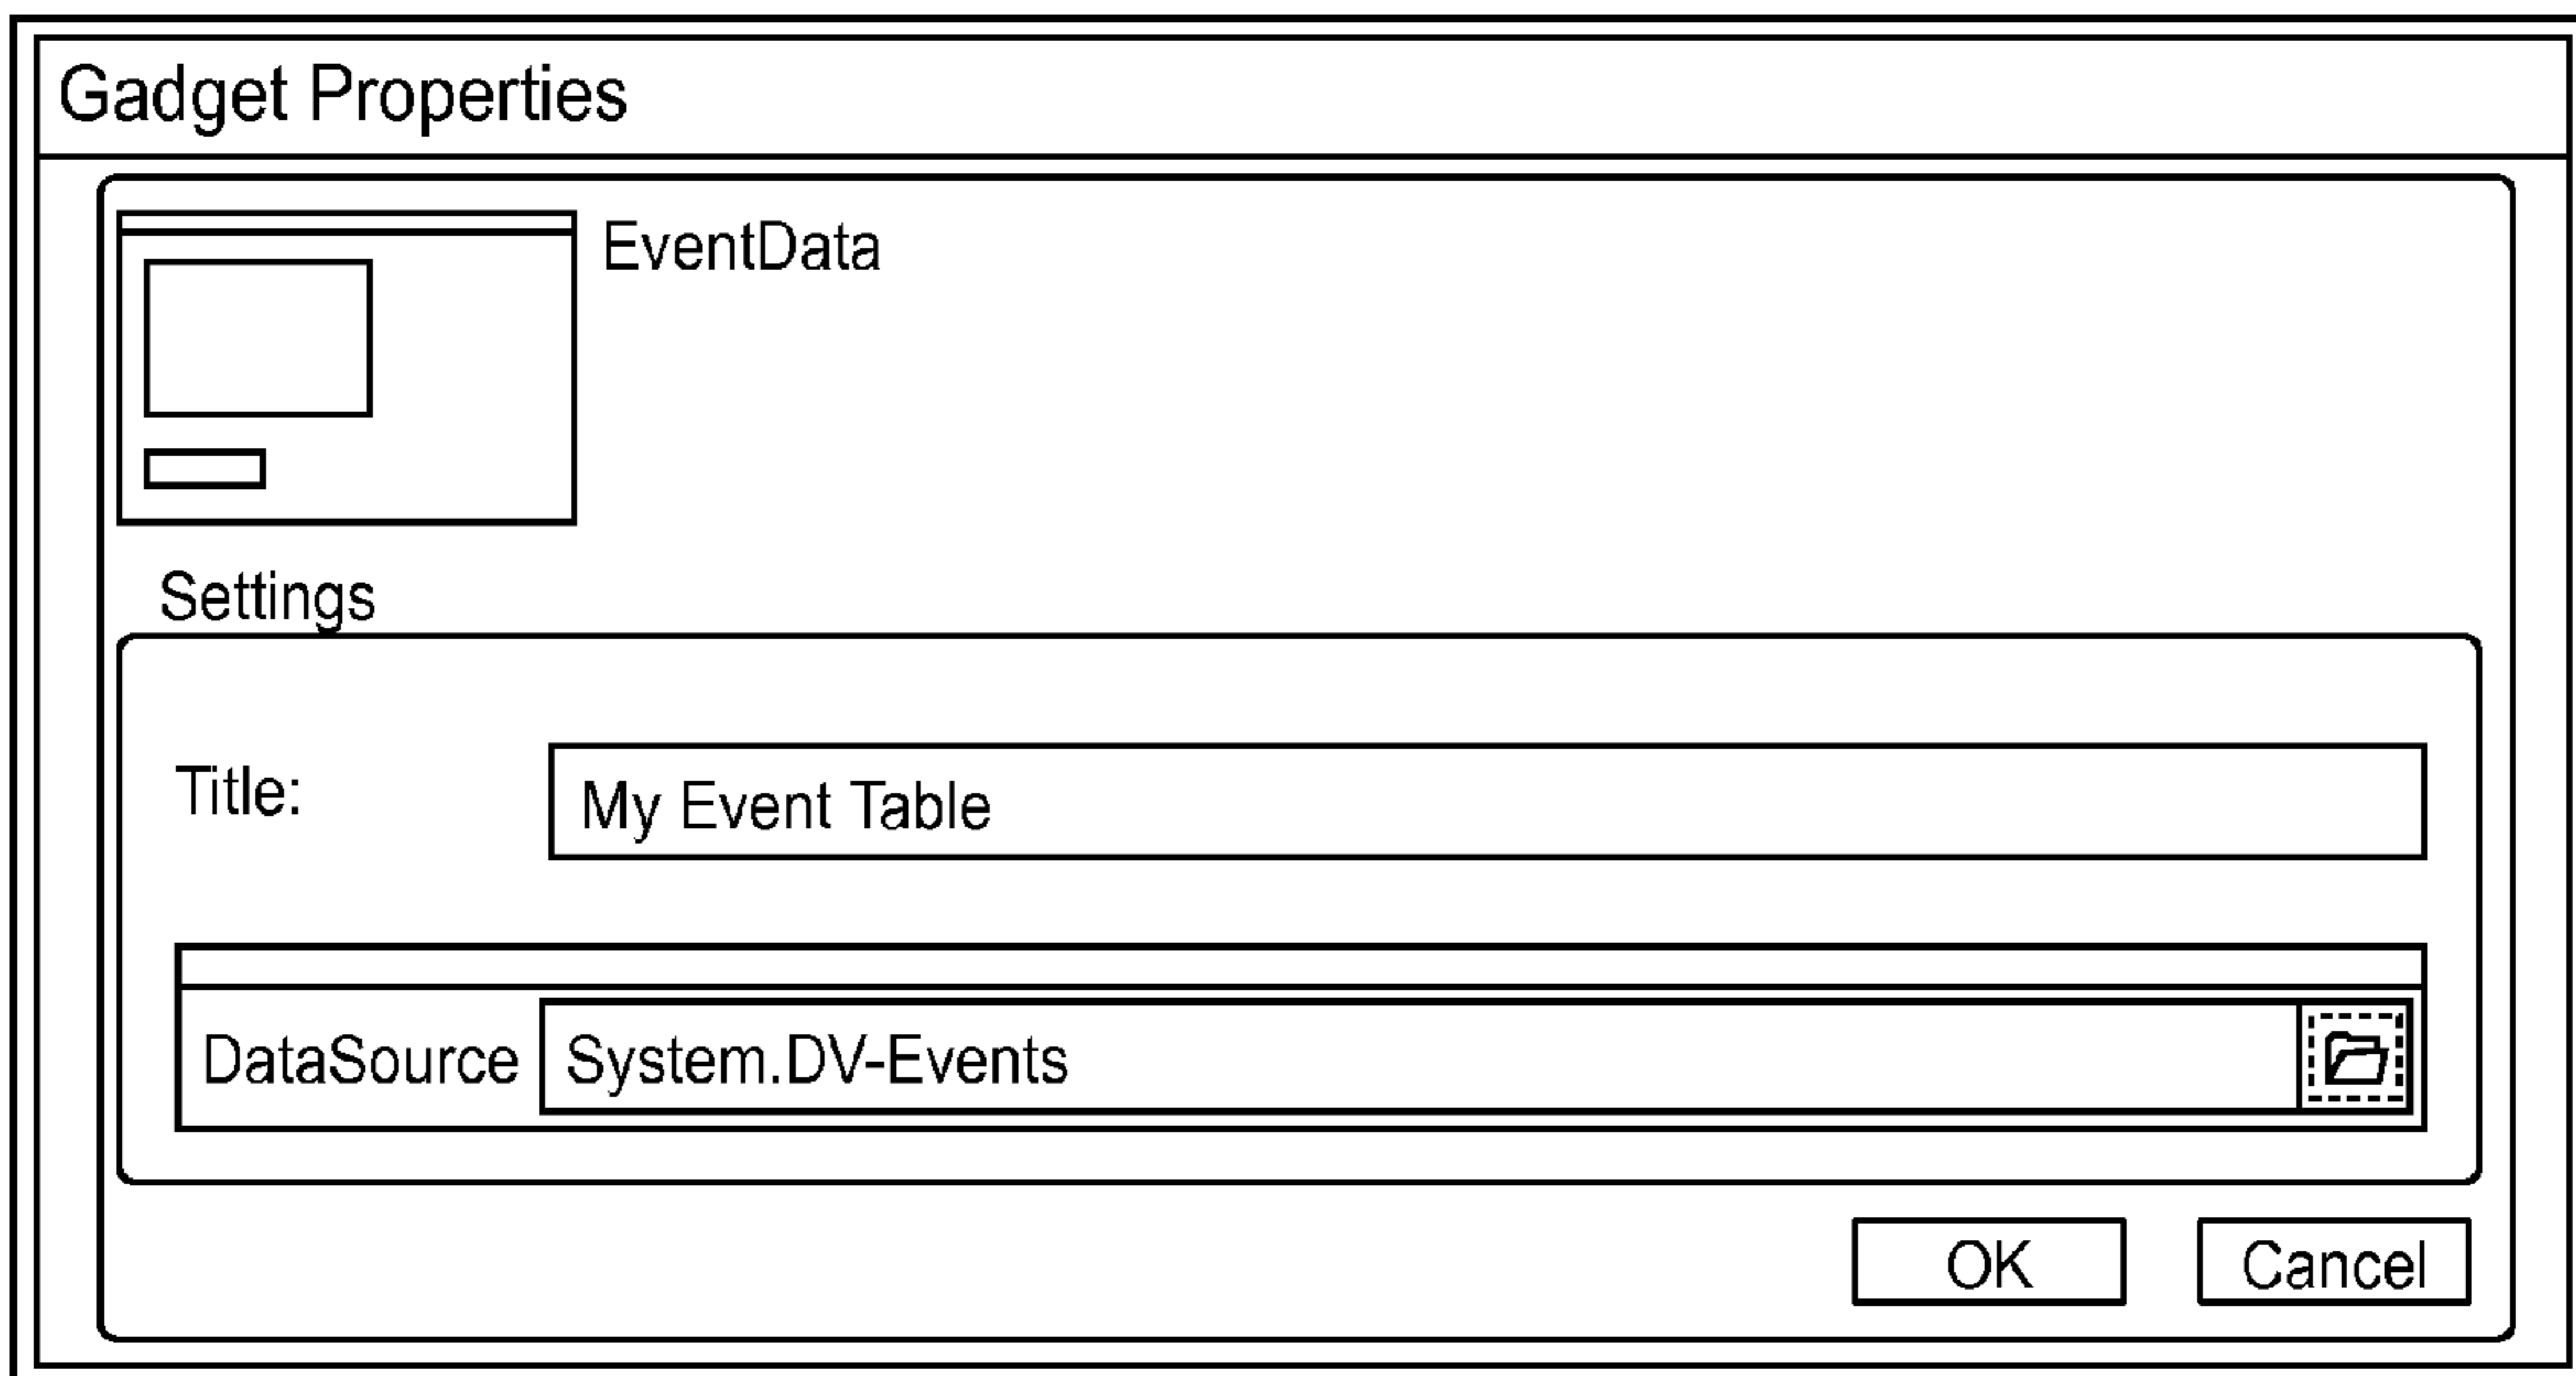 Gadget Properties
EventData
Settings
Title:
My Event Table
DataSource
System.DV-Events
OK
Cancel